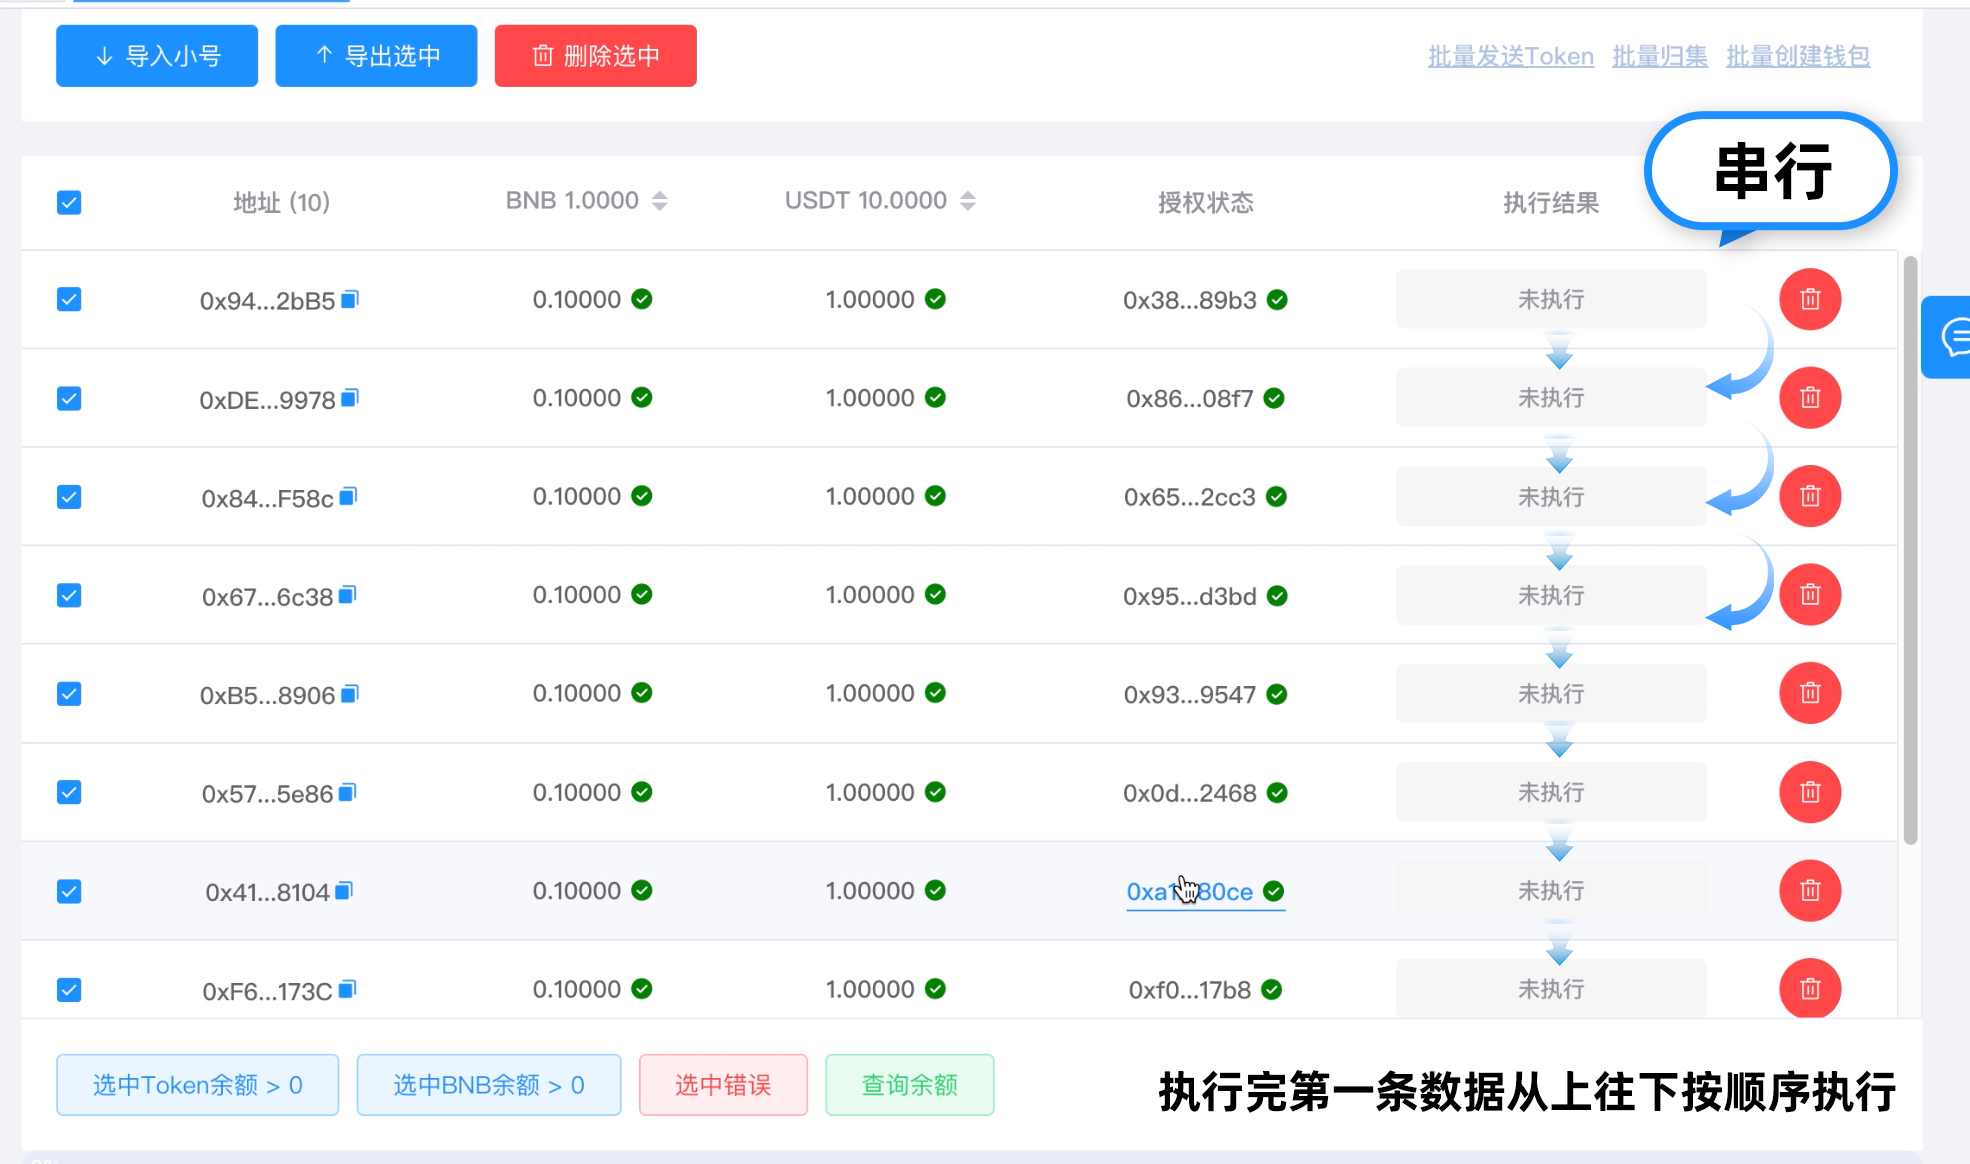 导入小号
导出选中
删除选中
批量发送Token 批量归集 批量创建钱包
串行
地址 (10) BNB 1.0000 USDT 10.0000 授权状态 执行结果
0x94...2bB5 0.10000 1.00000 0x38...89b3 未执行
0xDE...9978 0.10000 1.00000 0x86...08f7 未执行
0x84...F58c 0.10000 1.00000 0x65...2cc3 未执行
0x67...6c38 0.10000 1.00000 0x95...d3bd 未执行
0xB5...8906 0.10000 1.00000 0x93...9547 未执行
0x57...5e86 0.10000 1.00000 0x0d...2468 未执行
0x41...8104 0.10000 1.00000 80ce 未执行
0xF6...173C 0.10000 1.00000 0xf0...17b8 未执行
选中Token余额 > 0 选中BNB余额 > 0 选中错误 查询余额
执行完第一条数据从上往下按顺序执行